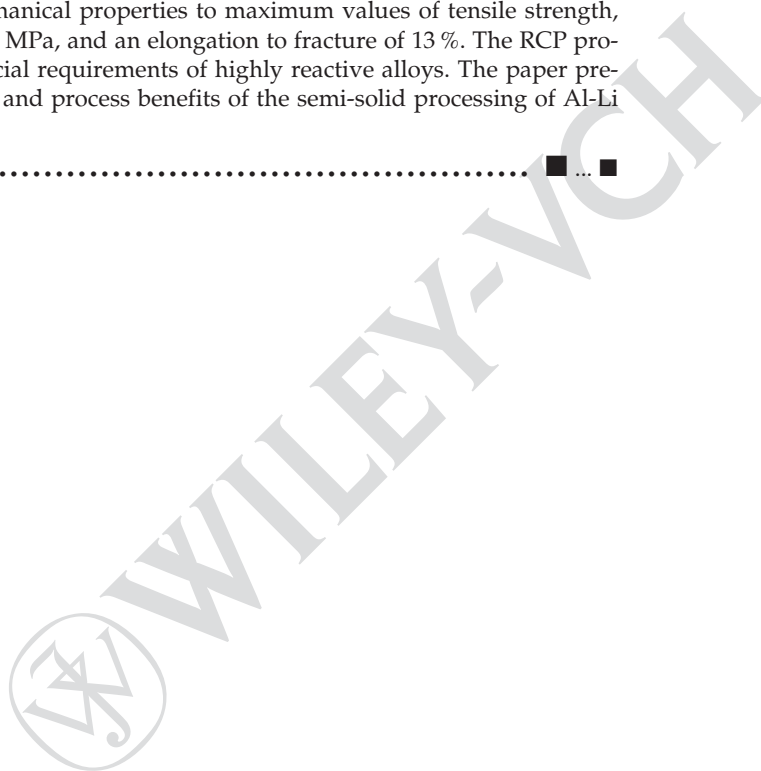 hanical properties to maximum values of tensile strength,
MPa, and an elongation to fracture of 13 %. The RCP pro-
cial requirements of highly reactive alloys. The paper pre-
and process benefits of the semi-solid processing of Al-Li
.................................................. ■ ... ■
WILEY-VCH